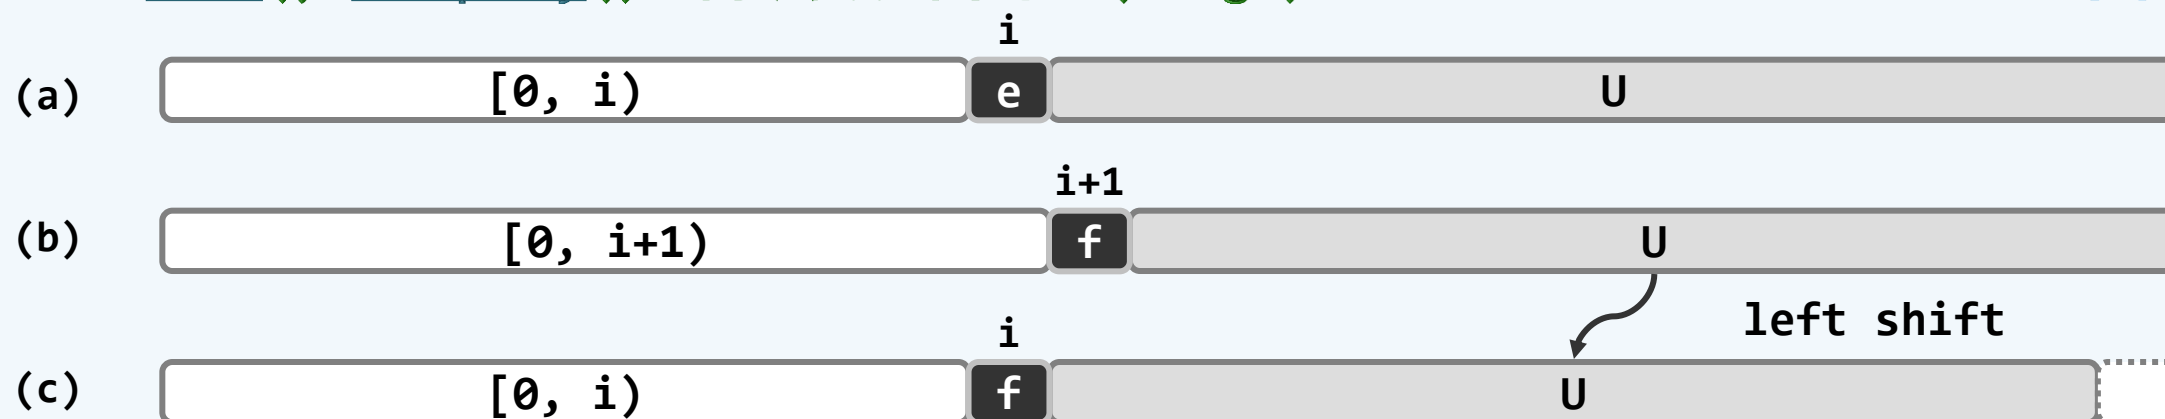 i
(a) [0, i) e U
i+1
(b) [0, i+1) f U
left shift
i
(c) [0, i) f U